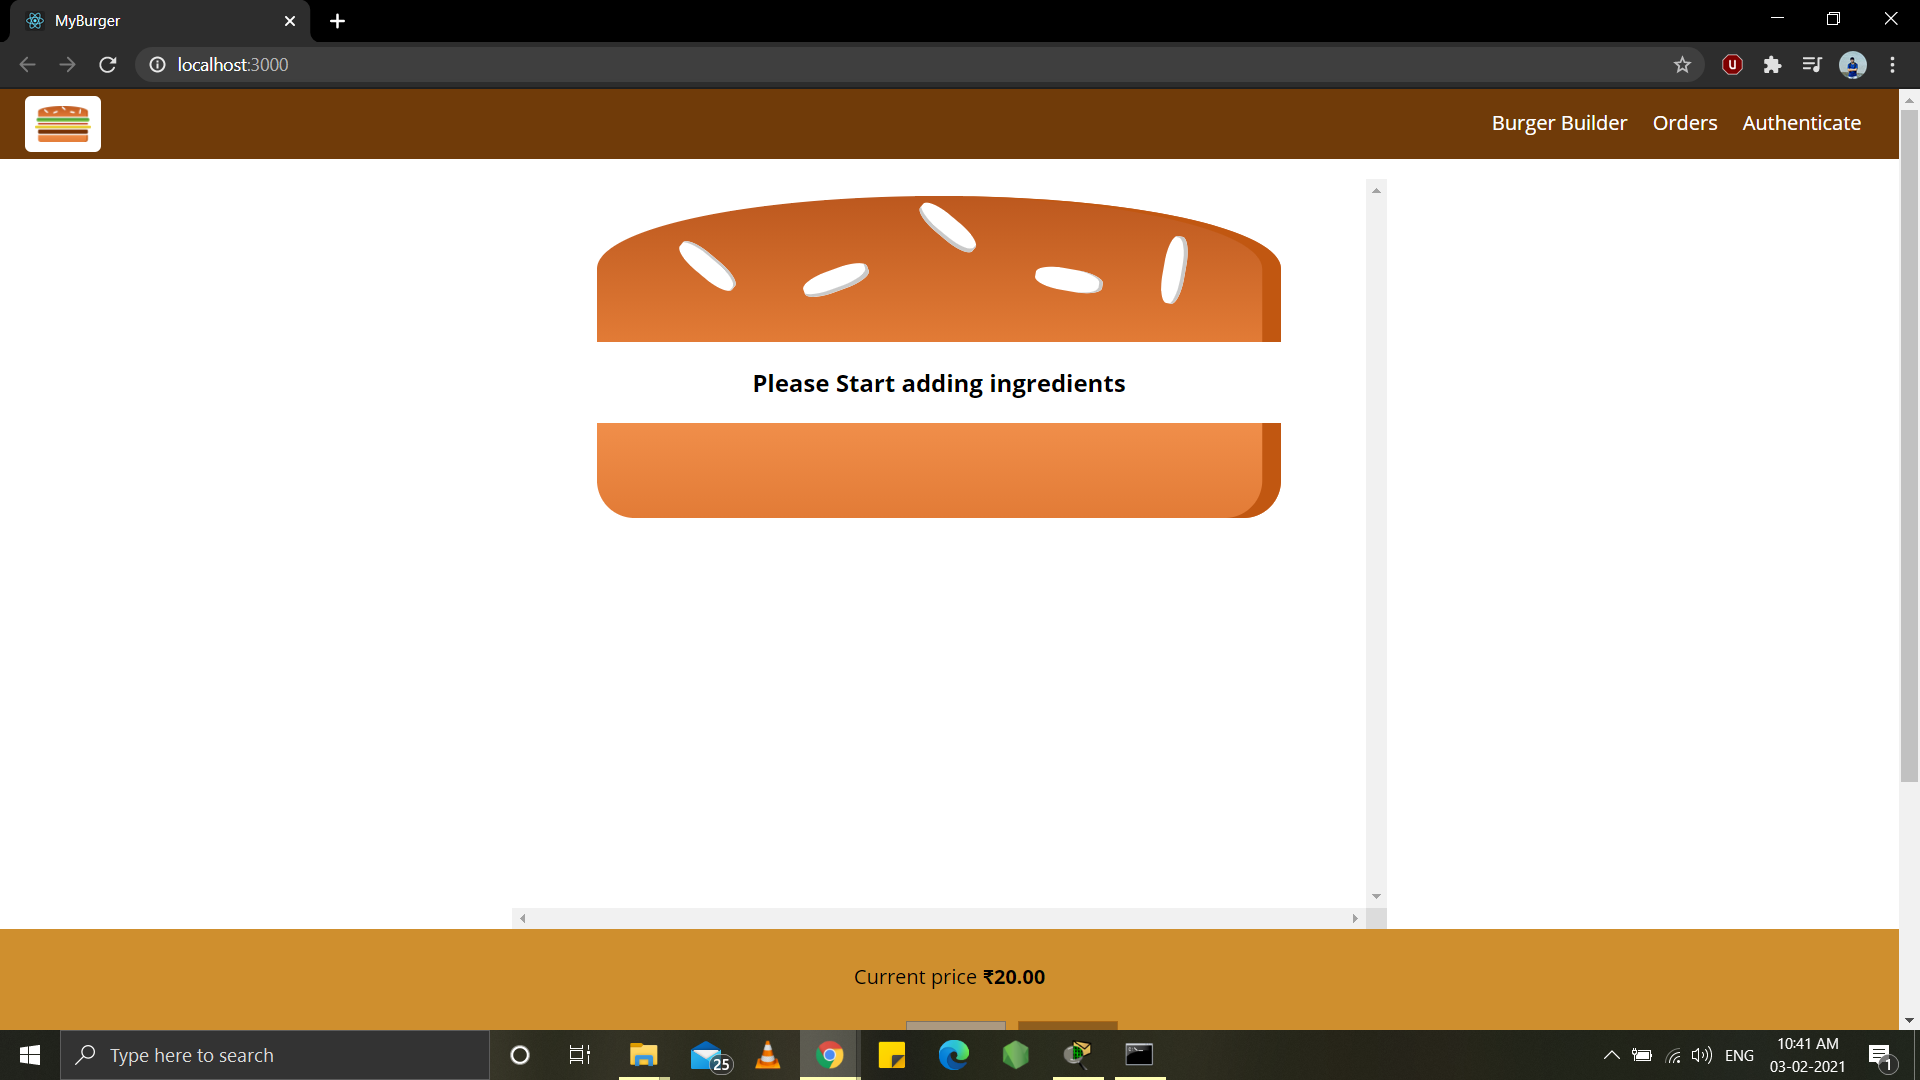 MyBurger
localhost:3000
Burger Builder Orders Authenticate
Please Start adding ingredients
Current price ₹20.00
Type here to search
25
ENG
10:41 AM
03-02-2021
1